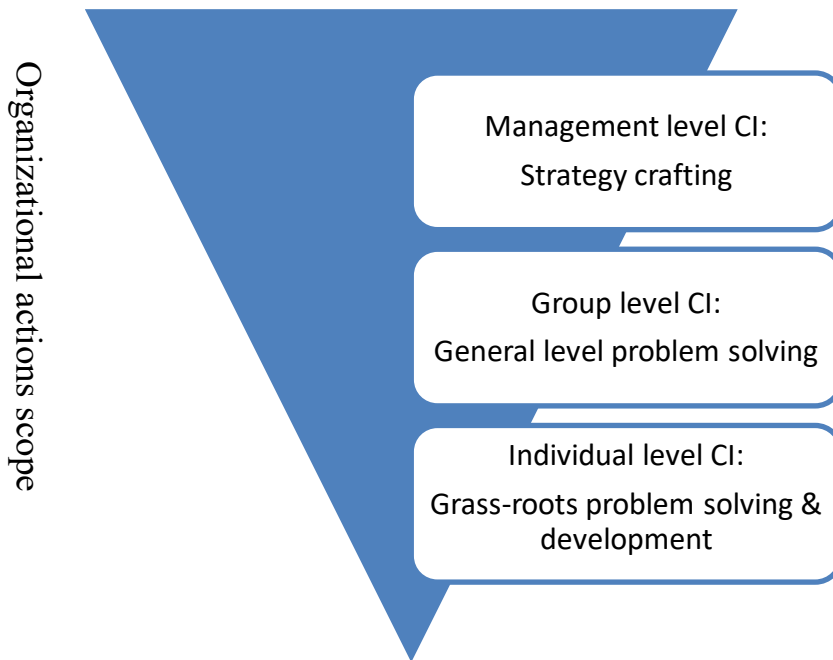 Organizational actions scope
Management level CI:
Strategy crafting
Group level CI:
General level problem solving
Individual level CI:
Grass-roots problem solving &
development